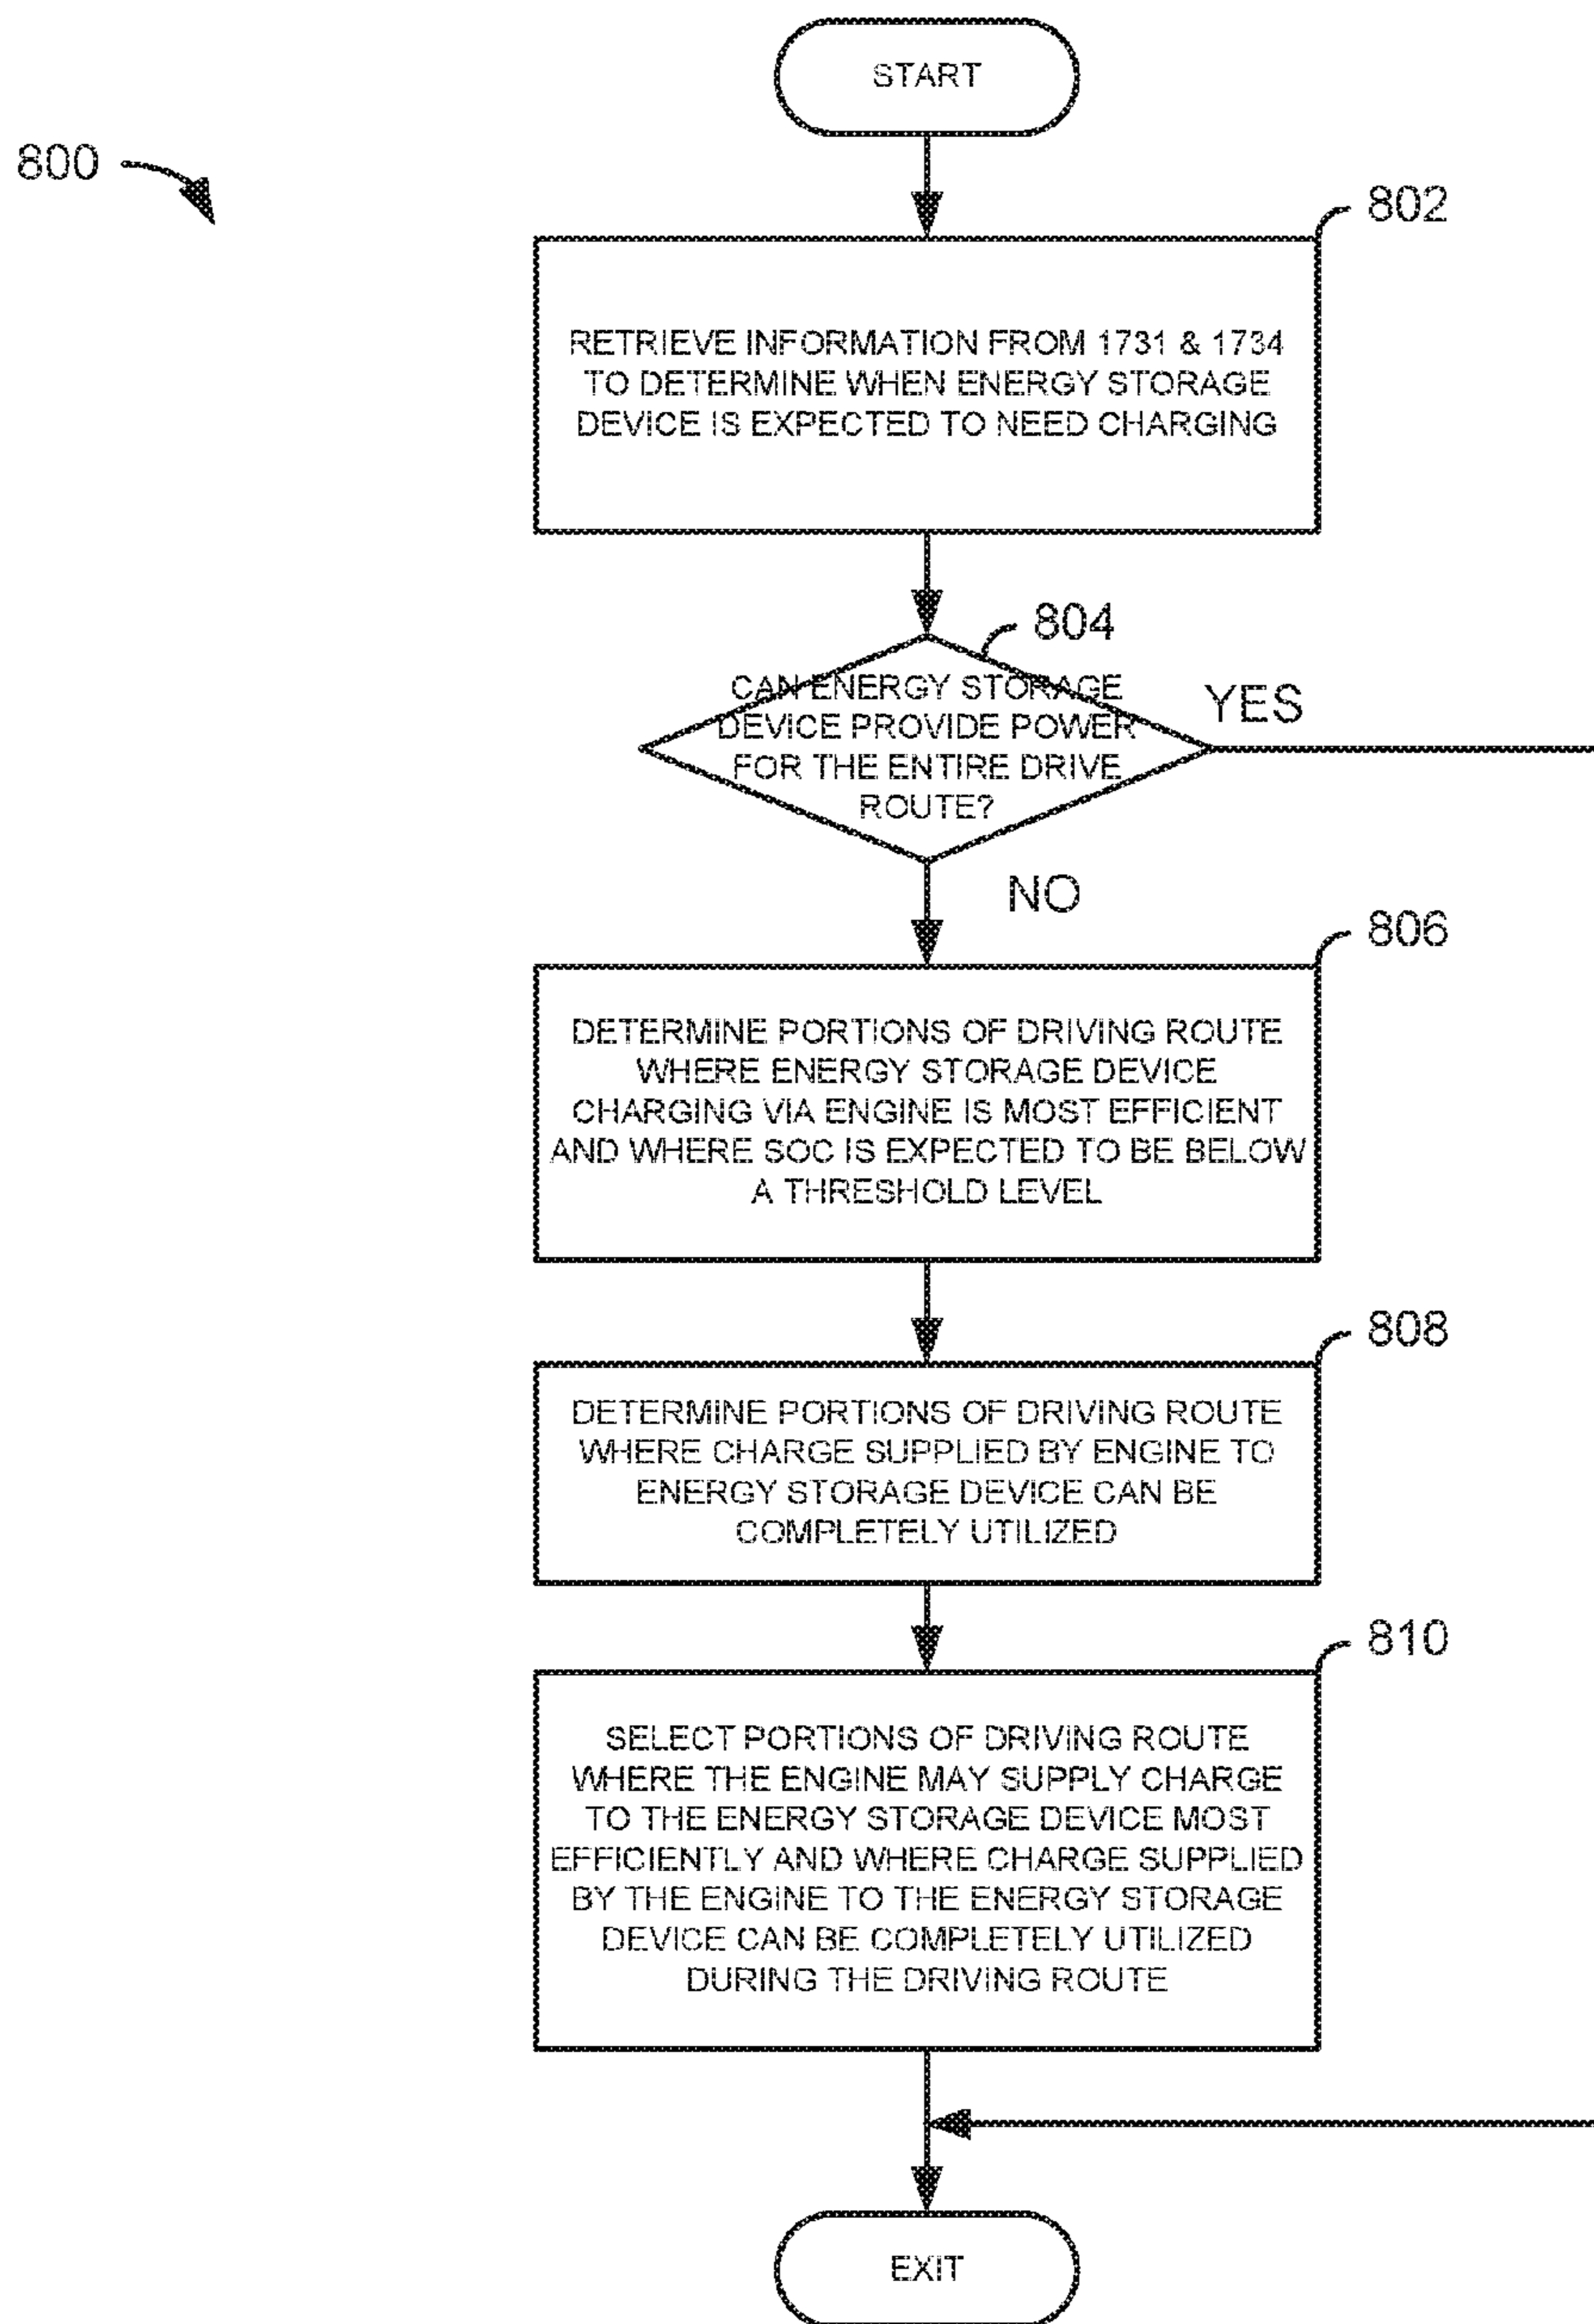 START
800
802
RETRIEVE INFORMATION FROM 1731 & 1734
TO DETERMINE WHEN ENERGY STORAGE
DEVICE IS EXPECTED TO NEED CHARGING
804
CAN ENERGY STORAGE
DEVICE PROVIDE POWER
FOR THE ENTIRE DRIVE
ROUTE?
YES
NO
806
DETERMINE PORTIONS OF DRIVING ROUTE
WHERE ENERGY STORAGE DEVICE
CHARGING VIA ENGINE IS MOST EFFICIENT
AND WHERE SOC IS EXPECTED TO BE BELOW
A THRESHOLD LEVEL
808
DETERMINE PORTIONS OF DRIVING ROUTE
WHERE CHARGE SUPPLIED BY ENGINE TO
ENERGY STORAGE DEVICE CAN BE
COMPLETELY UTILIZED
810
SELECT PORTIONS OF DRIVING ROUTE
WHERE THE ENGINE MAY SUPPLY CHARGE
TO THE ENERGY STORAGE DEVICE MOST
EFFICIENTLY AND WHERE CHARGE SUPPLIED
BY THE ENGINE TO THE ENERGY STORAGE
DEVICE CAN BE COMPLETELY UTILIZED
DURING THE DRIVING ROUTE
EXIT